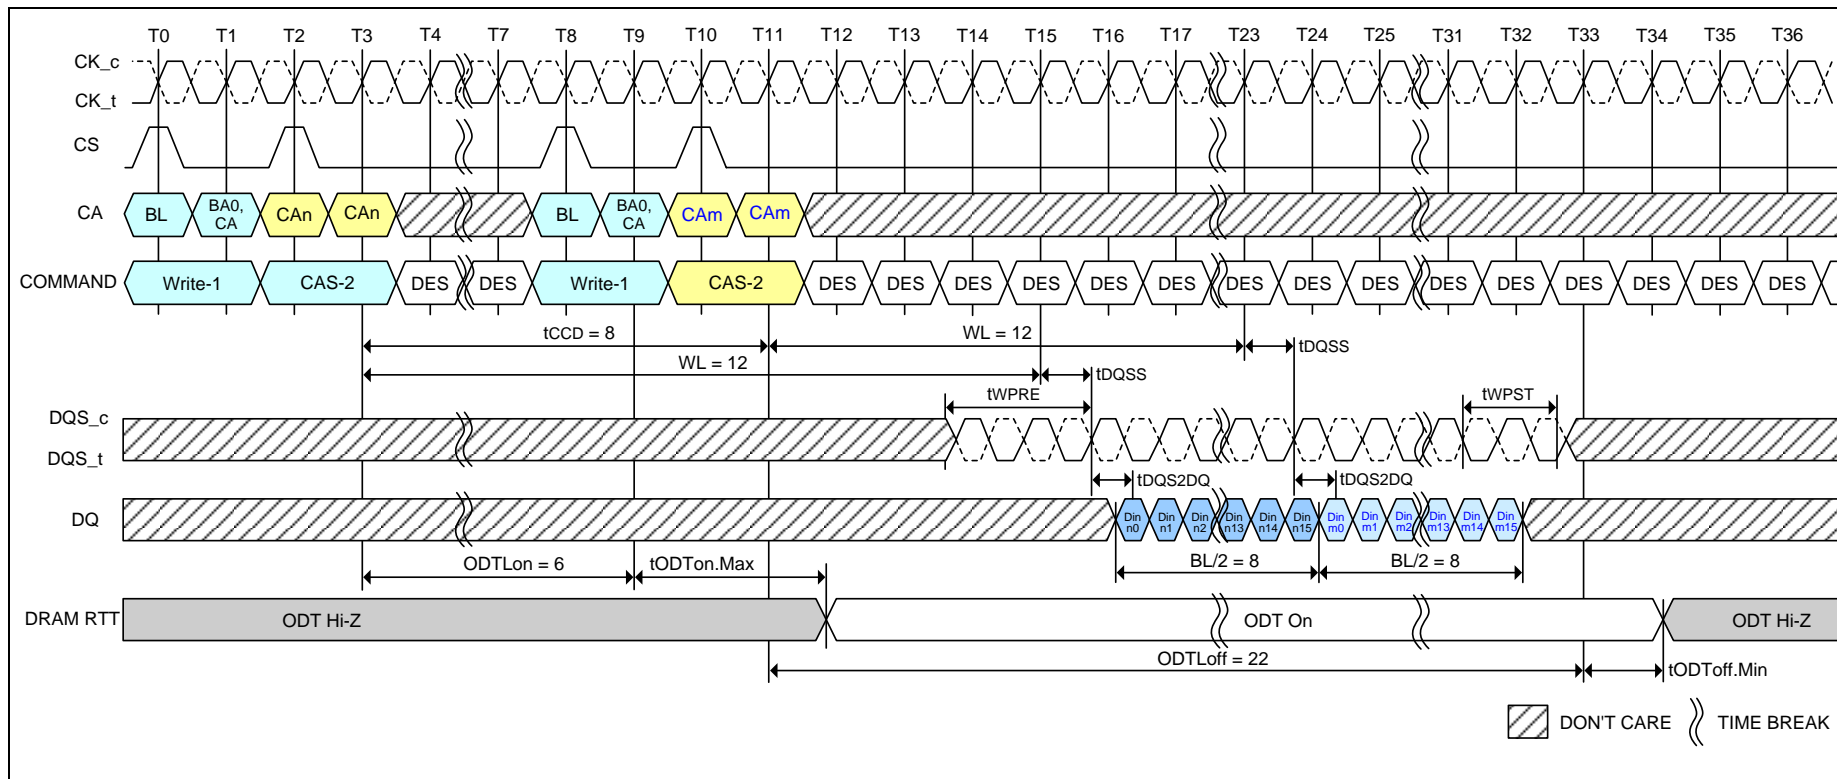 T0 T1 T2 T3 T4 T7 T8 T9 T10 T11 T12 T13 T14 T15 T16 T17 T23 T24 T25 T31 T32 T33 T34 T35 T36
CK_c
CK_t
CS
CA BL BA0, CA CAn CAn BL BA0, CA CAm CAm
COMMAND Write-1 CAS-2 DES DES Write-1 CAS-2 DES DES DES DES DES DES DES DES DES DES DES DES DES DES DES
tCCD = 8 WL = 12 tDQSS
WL = 12 tDQSS
tWPRE tWPST
DQS_c
DQS_t
tDQS2DQ tDQS2DQ
DQ Din n0 Din n1 Din n2 Din n13 Din n14 Din n15 Din m0 Din m1 Din m2 Din m13 Din m14 Din m15
BL/2 = 8 BL/2 = 8
ODTLon = 6 tODTon.Max
DRAM RTT ODT Hi-Z ODT On ODT Hi-Z
ODTLoff = 22 tODToff.Min
DON'T CARE TIME BREAK